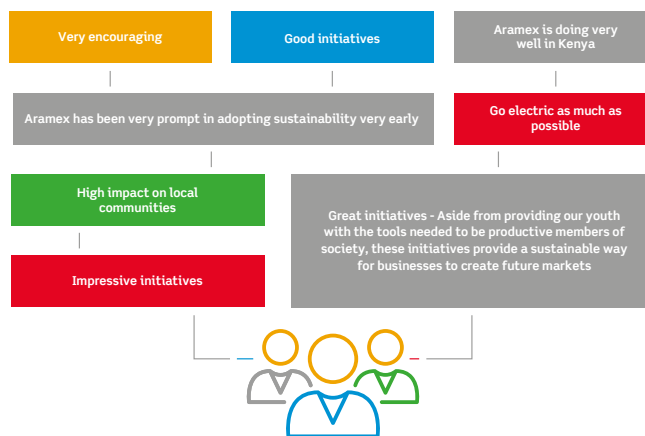 Very encouraging
Good initiatives
Aramex is doing very
well in Kenya
Aramex has been very prompt in adopting sustainability very early
Go electric as much as
possible
High impact on local
communities
Great initiatives - Aside from providing our youth
with the tools needed to be productive members of
society, these initiatives provide a sustainable way
for businesses to create future markets
Impressive initiatives